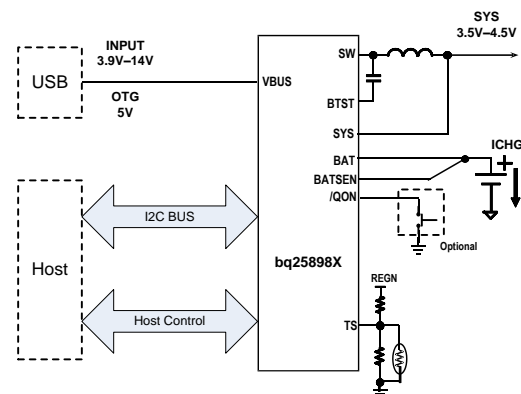 SYS
3.5V–4.5V
INPUT
3.9V–14V
USB
OTG
5V
VBUS
SW
BTST
SYS
BAT
BATSEN
/QON
ICHG
+
Optional
I2C BUS
Host
bq25898X
Host Control
REGN
TS